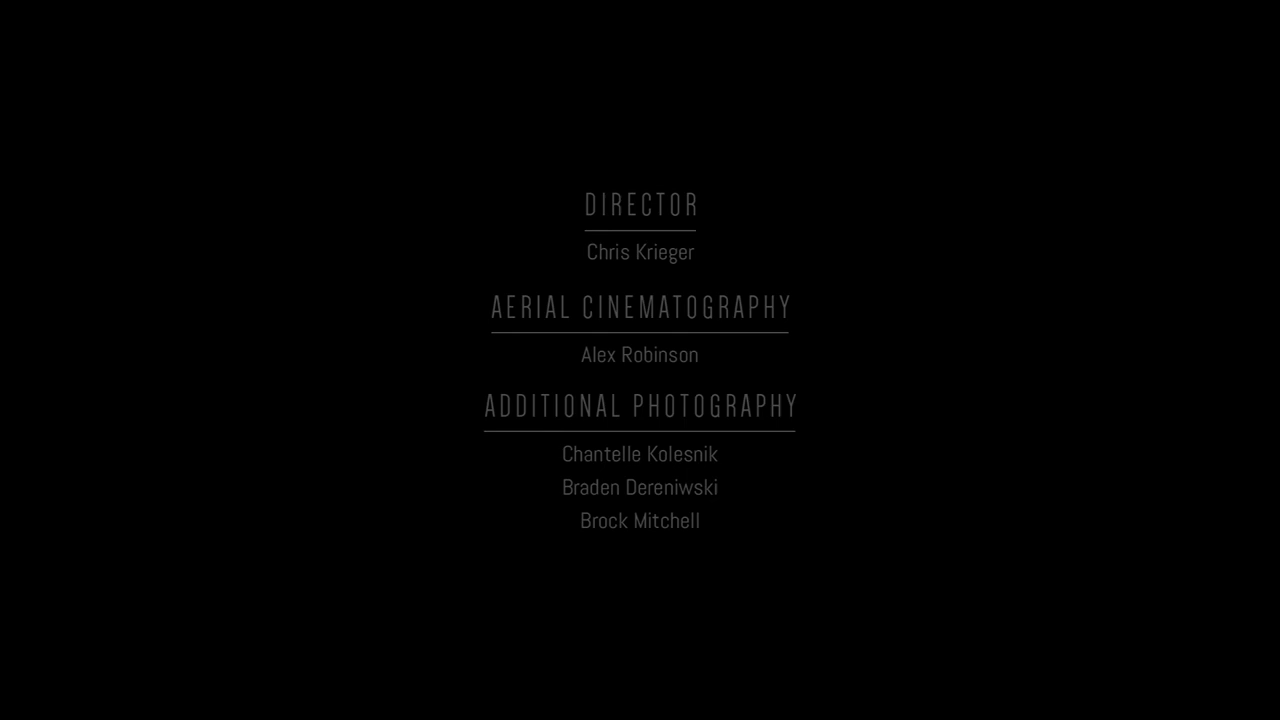 DIRECTOR
Chris Krieger
AERIAL CINEMATOGRAPHY
Alex Robinson
ADDITIONAL PHOTOGRAPHY
Chantelle Kolesnik
Braden Dereniwski
Brock Mitchell